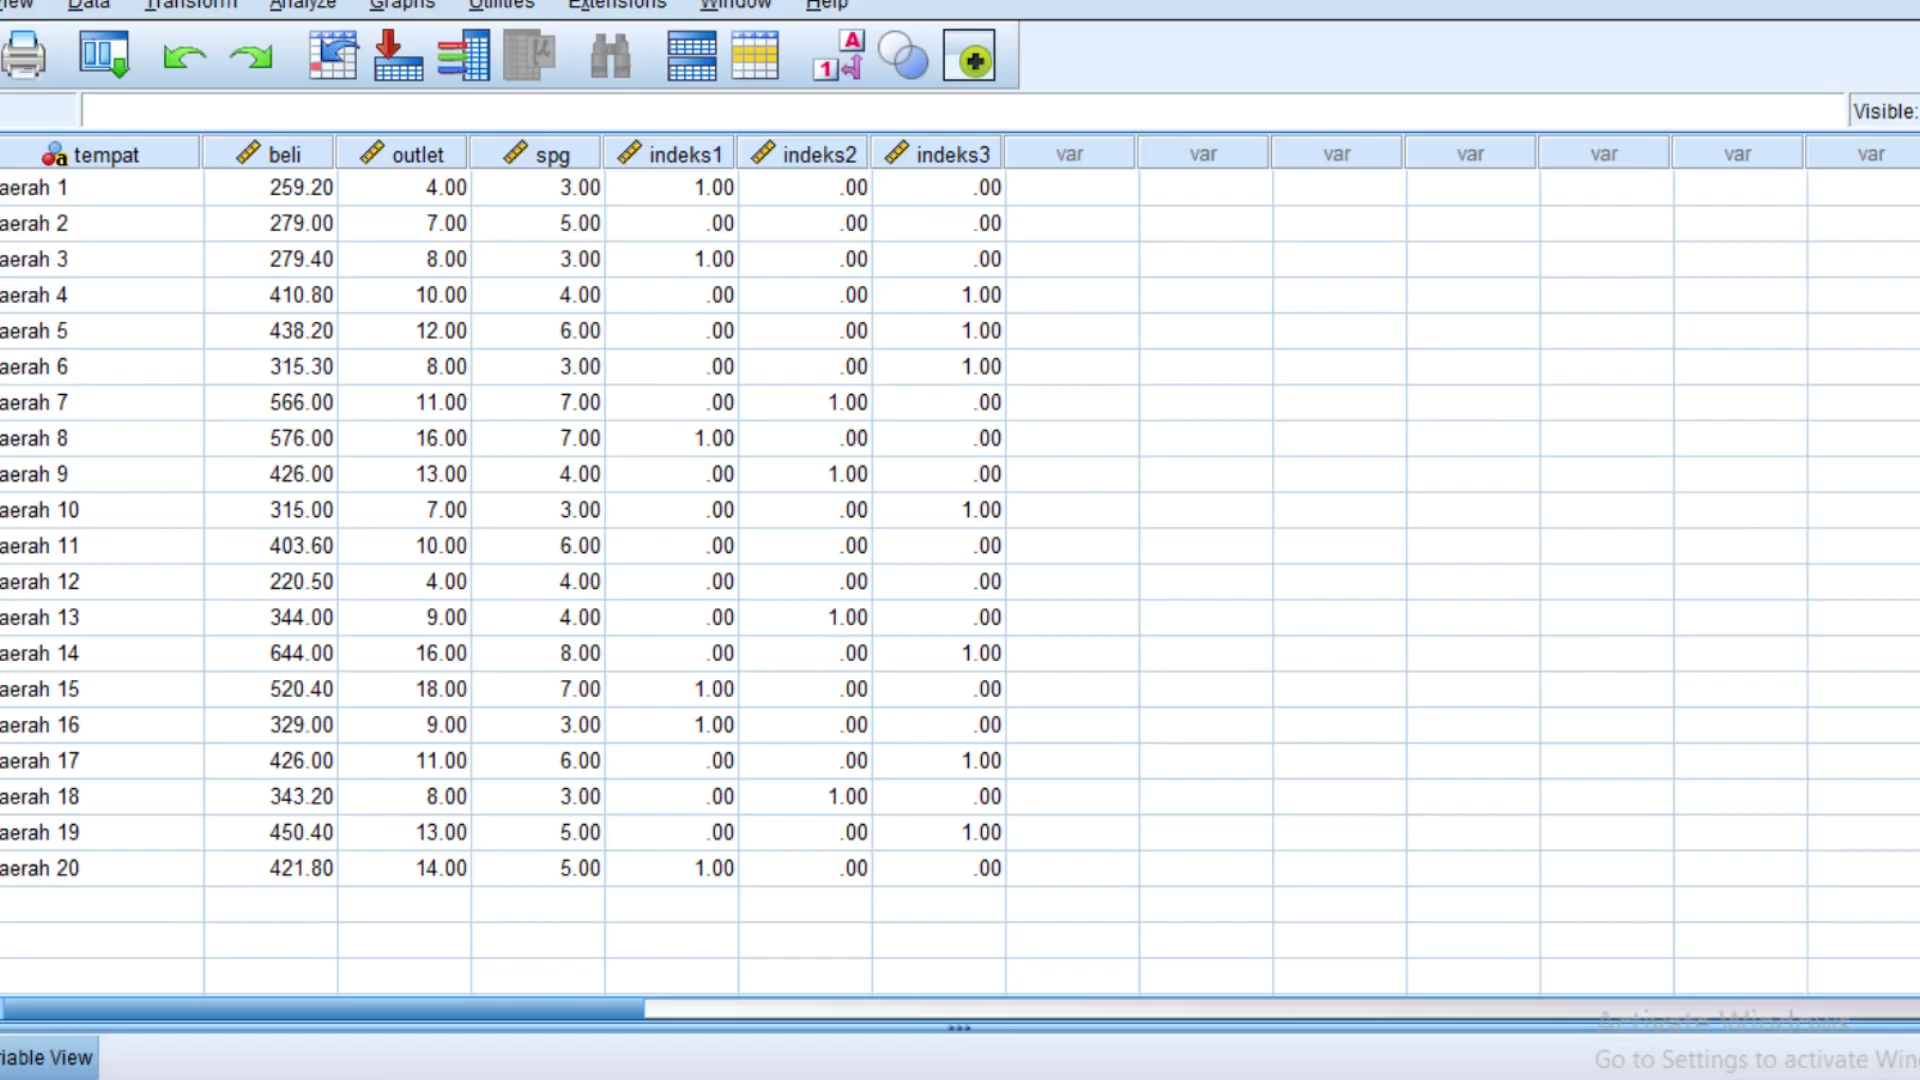 View Data Transform Analyze Graphs Utilities Extensions Window Help
Visible:
tempat beli outlet spg indeks1 indeks2 indeks3 var var var var var var var
aerah 1 259.20 4.00 3.00 1.00 .00 .00
aerah 2 279.00 7.00 5.00 .00 .00 .00
aerah 3 279.40 8.00 3.00 1.00 .00 .00
aerah 4 410.80 10.00 4.00 .00 .00 1.00
aerah 5 438.20 12.00 6.00 .00 .00 1.00
aerah 6 315.30 8.00 3.00 .00 .00 1.00
aerah 7 566.00 11.00 7.00 .00 1.00 .00
aerah 8 576.00 16.00 7.00 1.00 .00 .00
aerah 9 426.00 13.00 4.00 .00 1.00 .00
aerah 10 315.00 7.00 3.00 .00 .00 1.00
aerah 11 403.60 10.00 6.00 .00 .00 .00
aerah 12 220.50 4.00 4.00 .00 .00 .00
aerah 13 344.00 9.00 4.00 .00 1.00 .00
aerah 14 644.00 16.00 8.00 .00 .00 1.00
aerah 15 520.40 18.00 7.00 1.00 .00 .00
aerah 16 329.00 9.00 3.00 1.00 .00 .00
aerah 17 426.00 11.00 6.00 .00 .00 1.00
aerah 18 343.20 8.00 3.00 .00 1.00 .00
aerah 19 450.40 13.00 5.00 .00 .00 1.00
aerah 20 421.80 14.00 5.00 1.00 .00 .00
Activate Windows
riable View
Go to Settings to activate Win